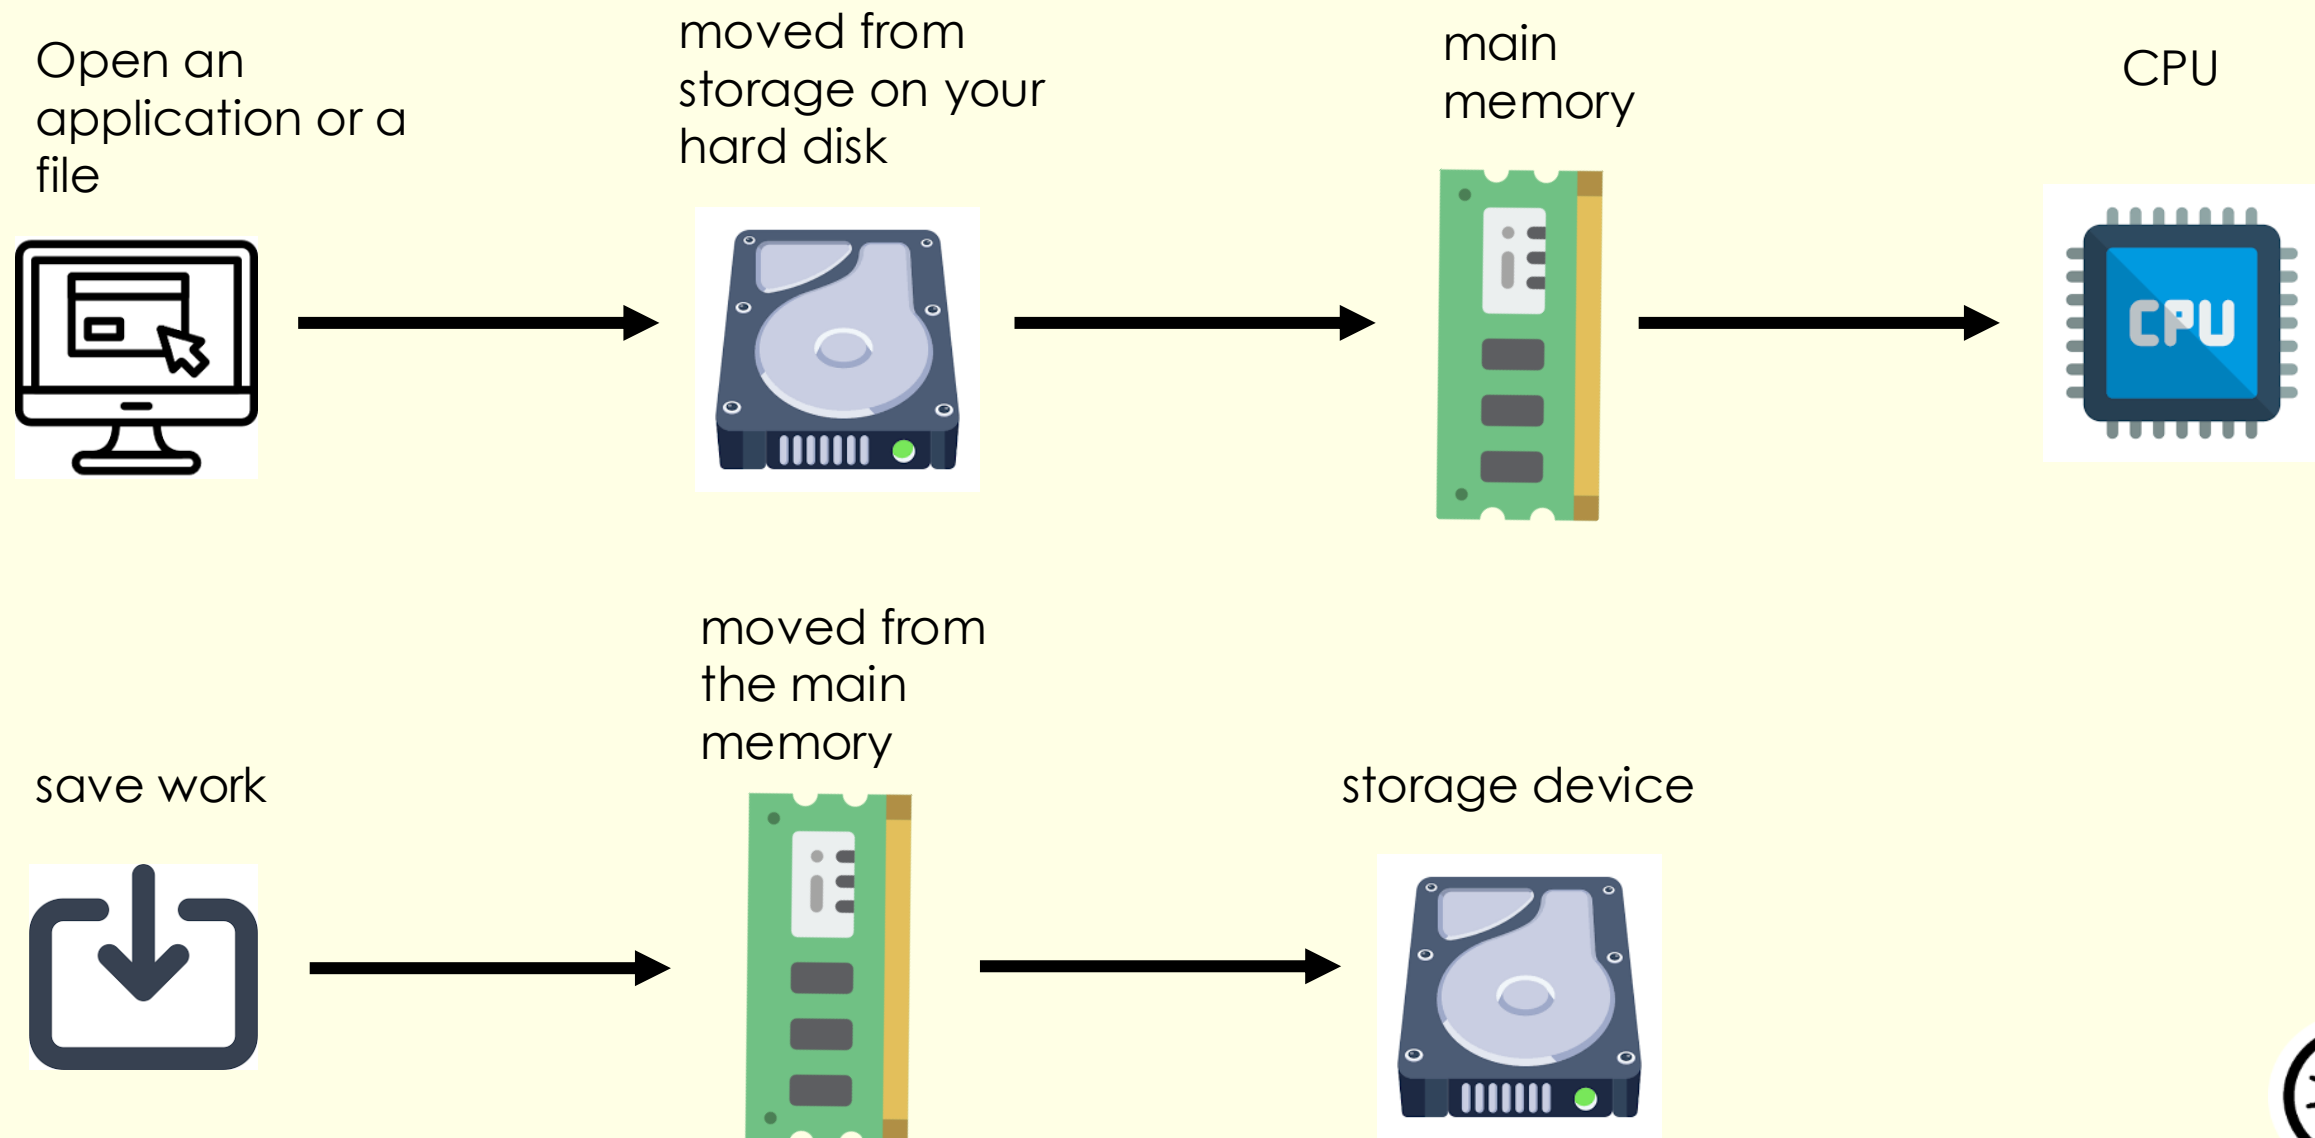 Open an
application or a
file
moved from
storage on your
hard disk
main
memory
CPU
CPU
moved from
the main
memory
save work
storage device